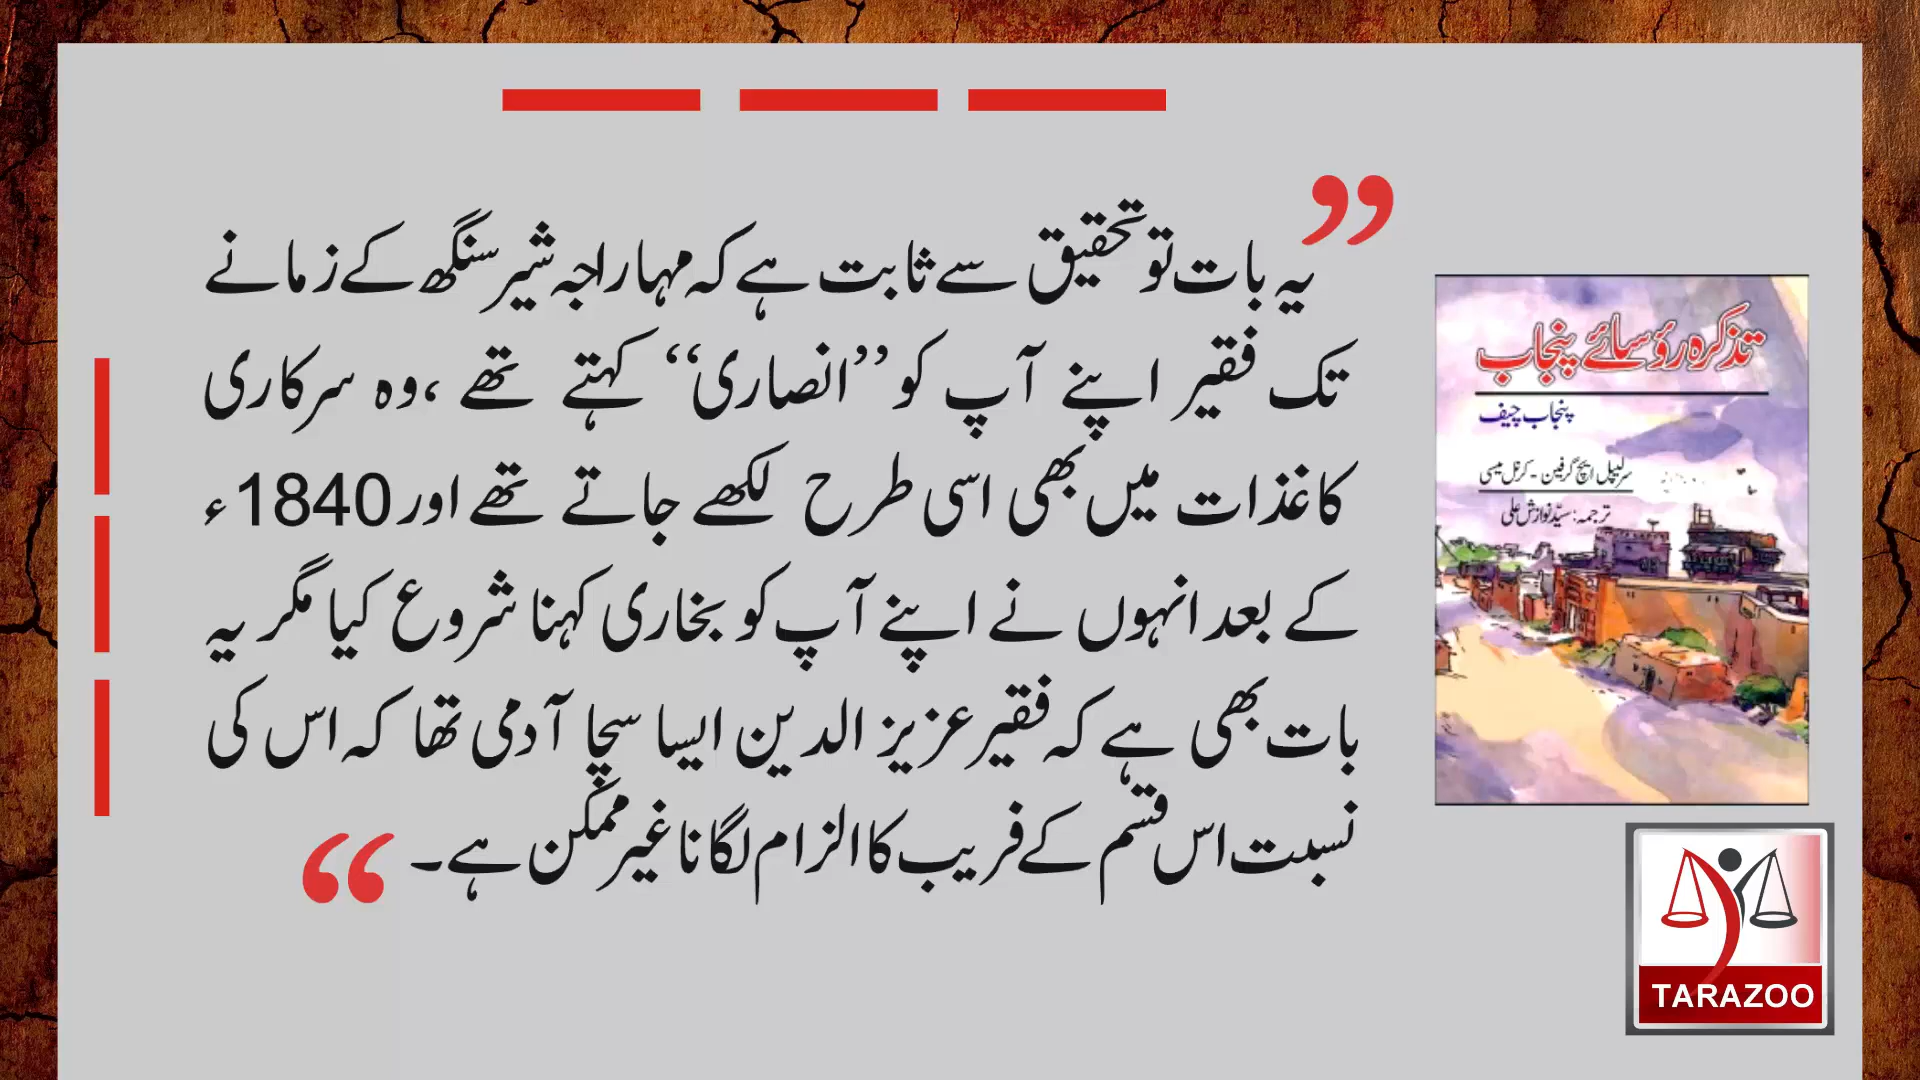 یہ بات تو تحقیق سے ثابت ہے کہ مہاراجہ شیر سنگھ کے زمانے
تک فقیر اپنے آپ کو ’’انصاری‘‘ کہتے تھے ،وہ سرکاری
کاغذات میں بھی اسی طرح لکھے جاتے تھے اور 1840ء
کے بعد انہوں نے اپنے آپ کو بخاری کہنا شروع کیا مگر یہ
بات بھی ہے کہ فقیر عزیز الدین ایسا سچا آدمی تھا کہ اس کی
نسبت اس قسم کے فریب کا الزام لگانا غیر ممکن ہے۔
تذکرہ رؤسائے پنجاب
پنجاب چیف
سر لیپل ایچ گرفین - کرنل میسی
ترجمہ: سیّد نوازش علی
TARAZOO